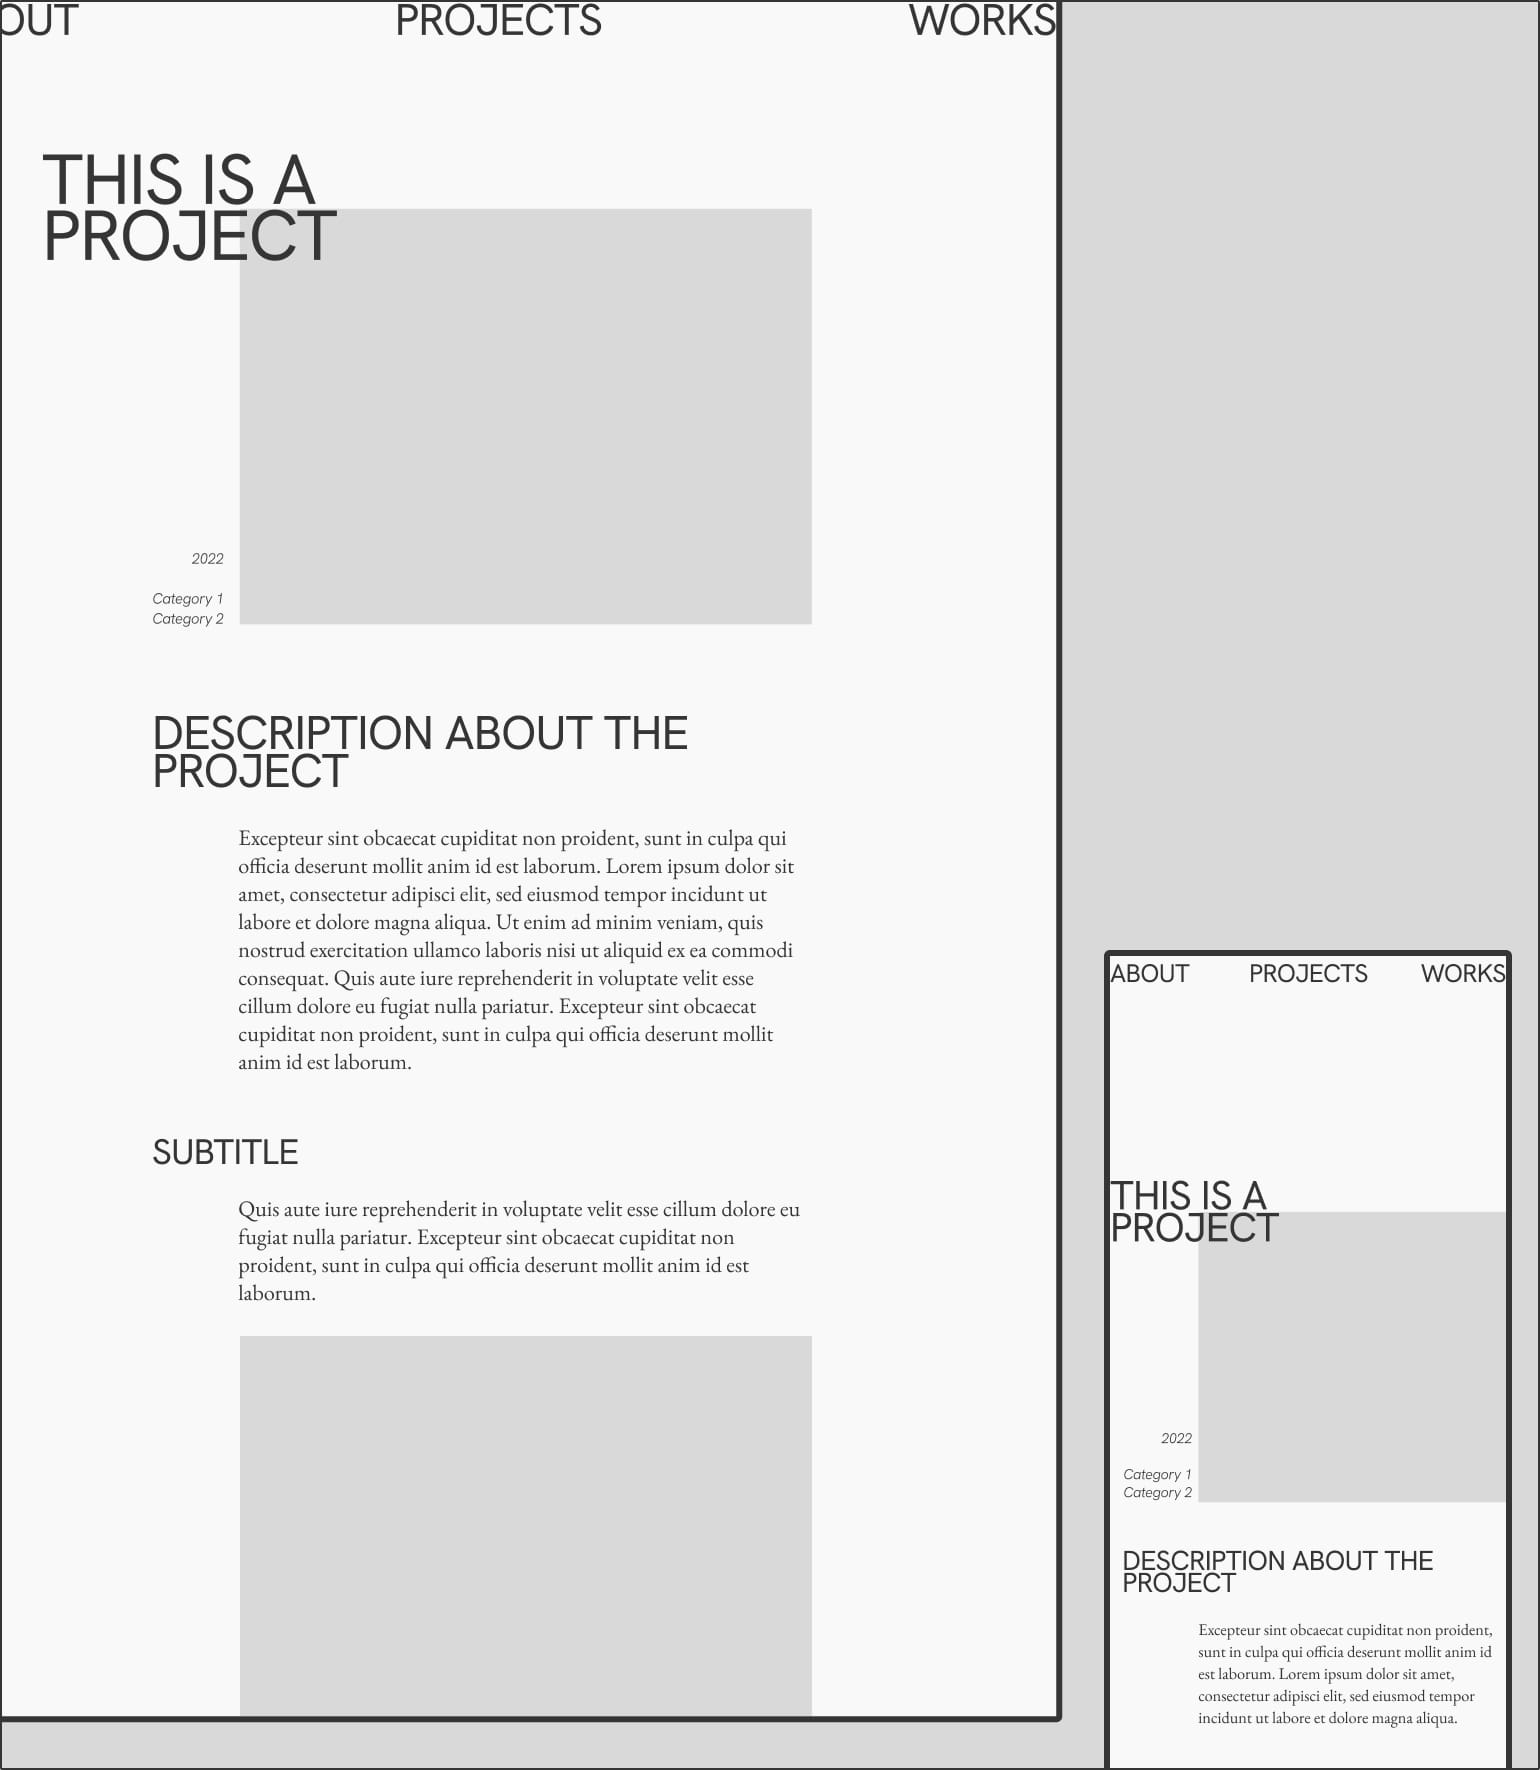 OUT PROJECTS WORKS
THIS IS A
PROJECT
2022
Category 1
Category 2
DESCRIPTION ABOUT THE
PROJECT
Excepteur sint obcaecat cupiditat non proident, sunt in culpa qui
officia deserunt mollit anim id est laborum. Lorem ipsum dolor sit
amet, consectetur adipisci elit, sed eiusmod tempor incidunt ut
labore et dolore magna aliqua. Ut enim ad minim veniam, quis
nostrud exercitation ullamco laboris nisi ut aliquid ex ea commodi
consequat. Quis aute iure reprehenderit in voluptate velit esse
cillum dolore eu fugiat nulla pariatur. Excepteur sint obcaecat
cupiditat non proident, sunt in culpa qui officia deserunt mollit
anim id est laborum.
SUBTITLE
Quis aute iure reprehenderit in voluptate velit esse cillum dolore eu
fugiat nulla pariatur. Excepteur sint obcaecat cupiditat non
proident, sunt in culpa qui officia deserunt mollit anim id est
laborum.
ABOUT PROJECTS WORKS
THIS IS A
PROJECT
2022
Category 1
Category 2
DESCRIPTION ABOUT THE
PROJECT
Excepteur sint obcaecat cupiditat non proident,
sunt in culpa qui officia deserunt mollit anim id
est laborum. Lorem ipsum dolor sit amet,
consectetur adipisci elit, sed eiusmod tempor
incidunt ut labore et dolore magna aliqua.